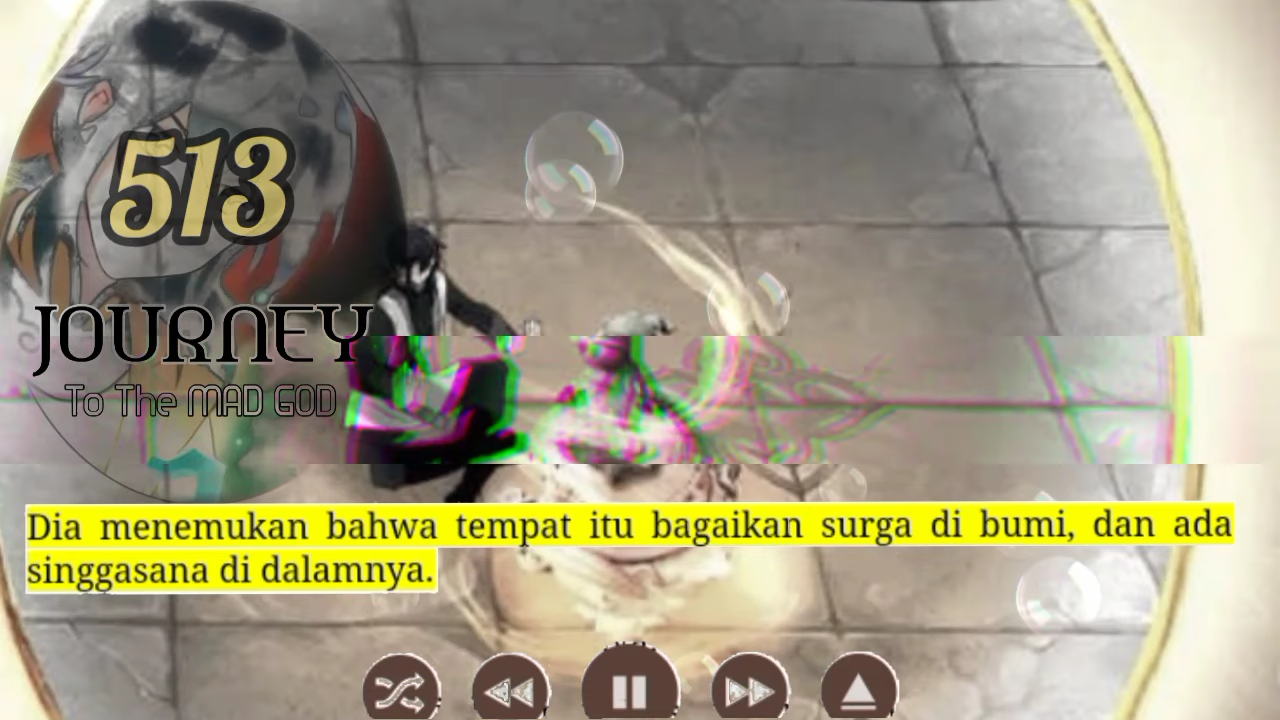 513
JOURNEY
To The MAD GOD
Dia menemukan bahwa tempat itu bagaikan surga di bumi, dan ada
singgasana di dalamnya.